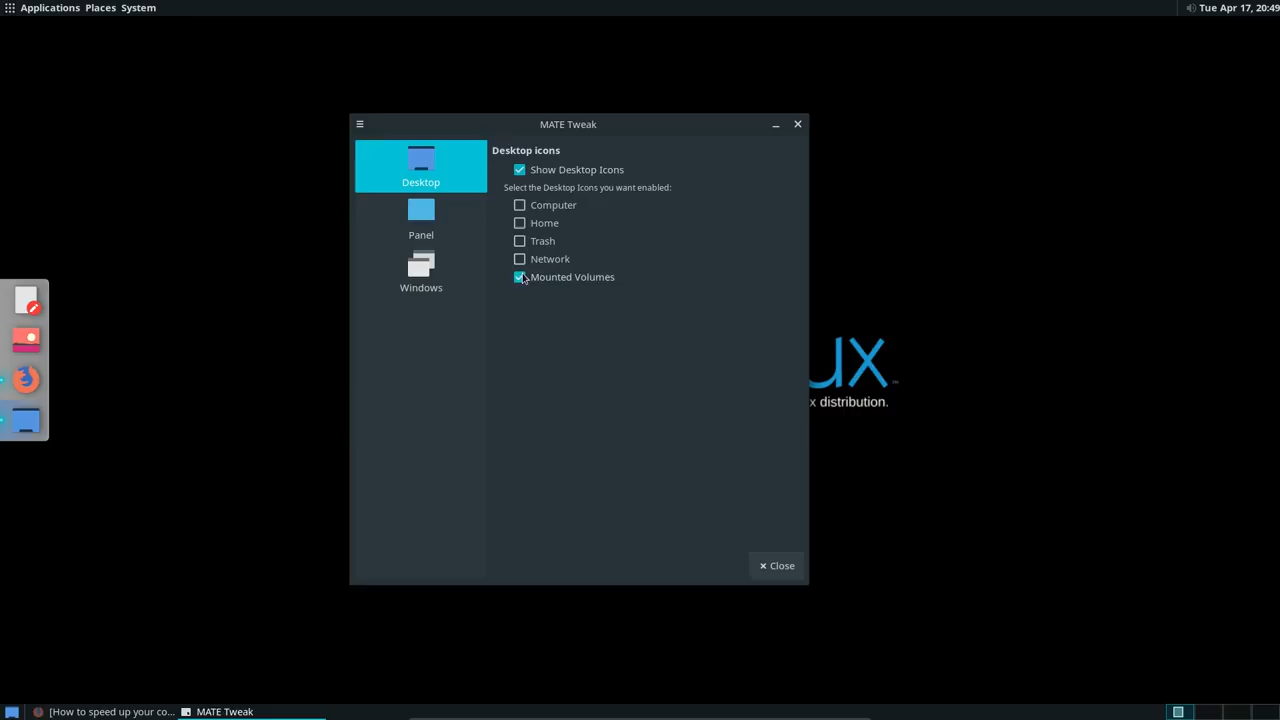 Applications Places System
Tue Apr 17, 20:49
MATE Tweak
Desktop
Panel
Windows
Desktop icons
Show Desktop Icons
Select the Desktop Icons you want enabled:
Computer
Home
Trash
Network
Mounted Volumes
ux
x distribution.
Close
[How to speed up your co...
MATE Tweak